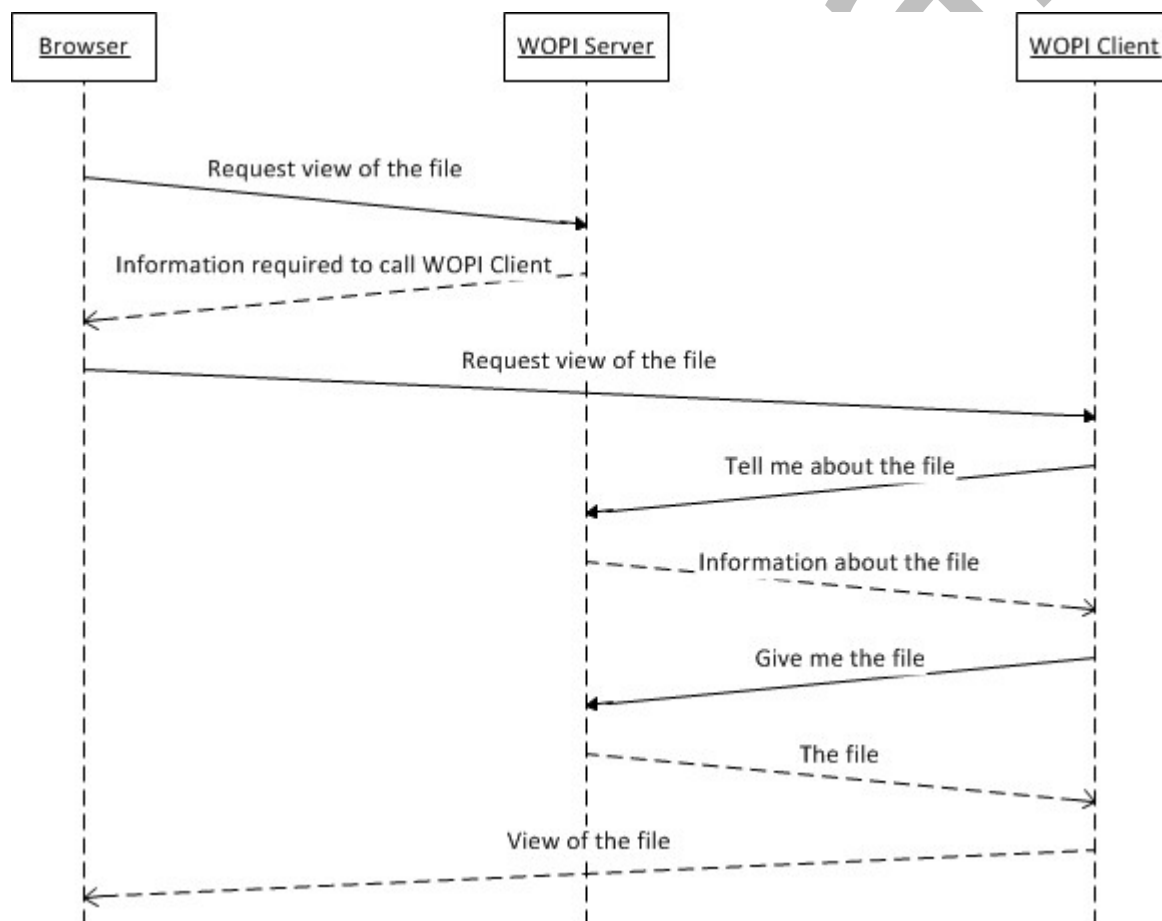 Browser
WOPI Server
WOPI Client
Request view of the file
Information required to call WOPI Client
Request view of the file
Tell me about the file
Information about the file
Give me the file
The file
View of the file